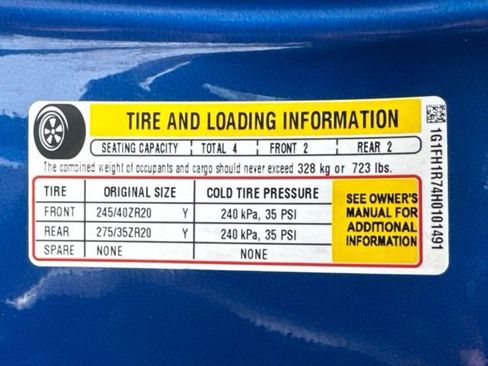 TIRE AND LOADING INFORMATION
SEATING CAPACITY TOTAL 4 FRONT 2 REAR 2
The combined weight of occupants and cargo should never exceed 328 kg or 723 lbs.
TIRE ORIGINAL SIZE COLD TIRE PRESSURE
FRONT 245/40ZR20 Y 240 kPa, 35 PSI
REAR 275/35ZR20 Y 240 kPa, 35 PSI
SPARE NONE NONE
SEE OWNER'S
MANUAL FOR
ADDITIONAL
INFORMATION
1G1FH1R74H0101491